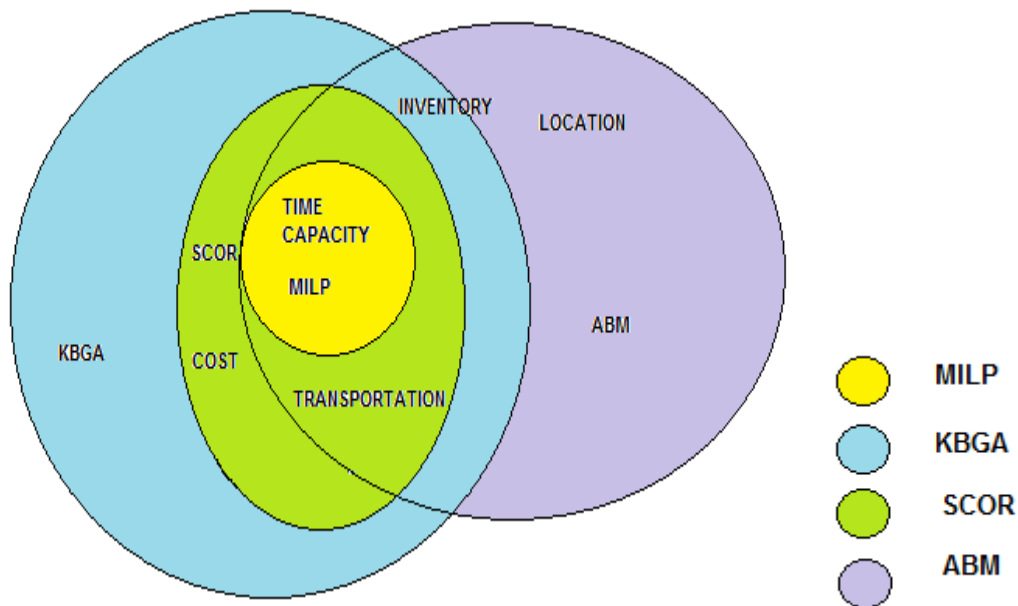 INVENTORY
LOCATION
TIME
CAPACITY
SCOR
MILP
ABM
KBGA
COST
TRANSPORTATION
MILP
KBGA
SCOR
ABM